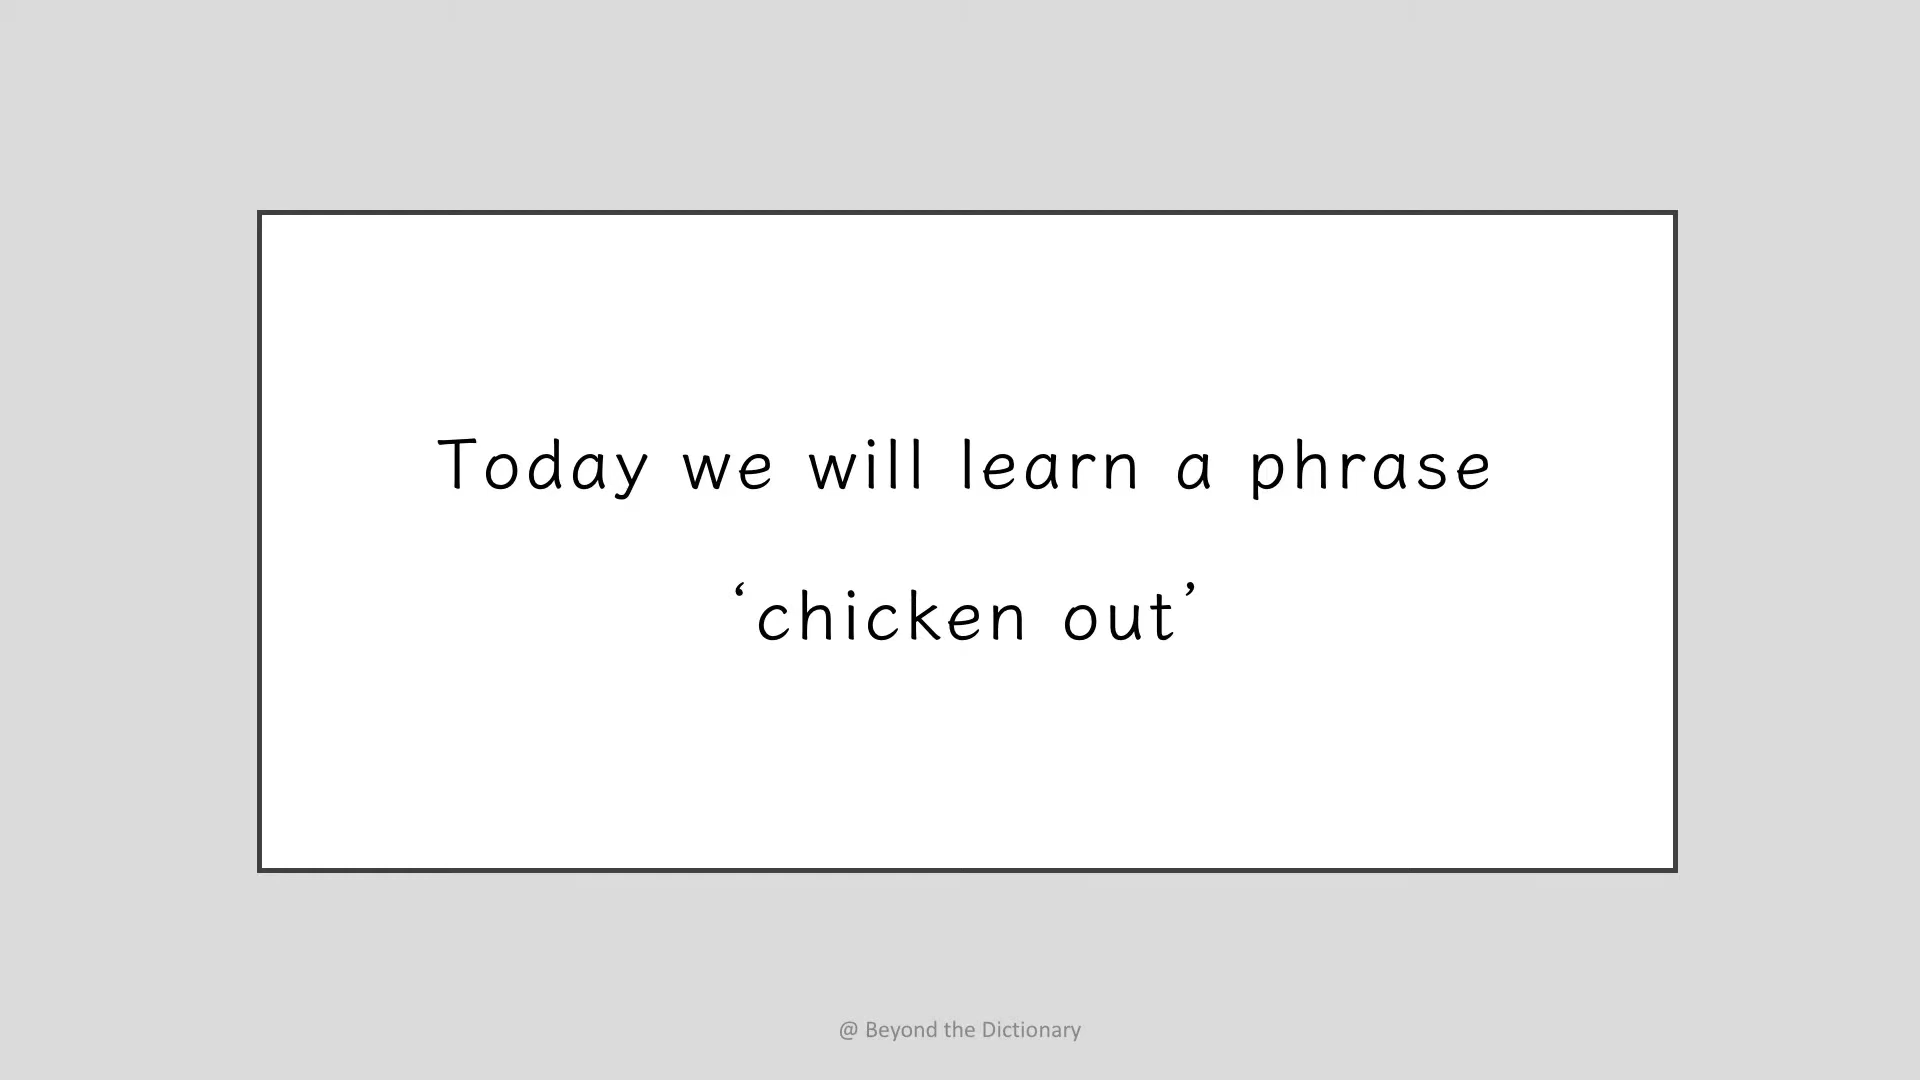 Today we will learn a phrase
‘chicken out’
@ Beyond the Dictionary